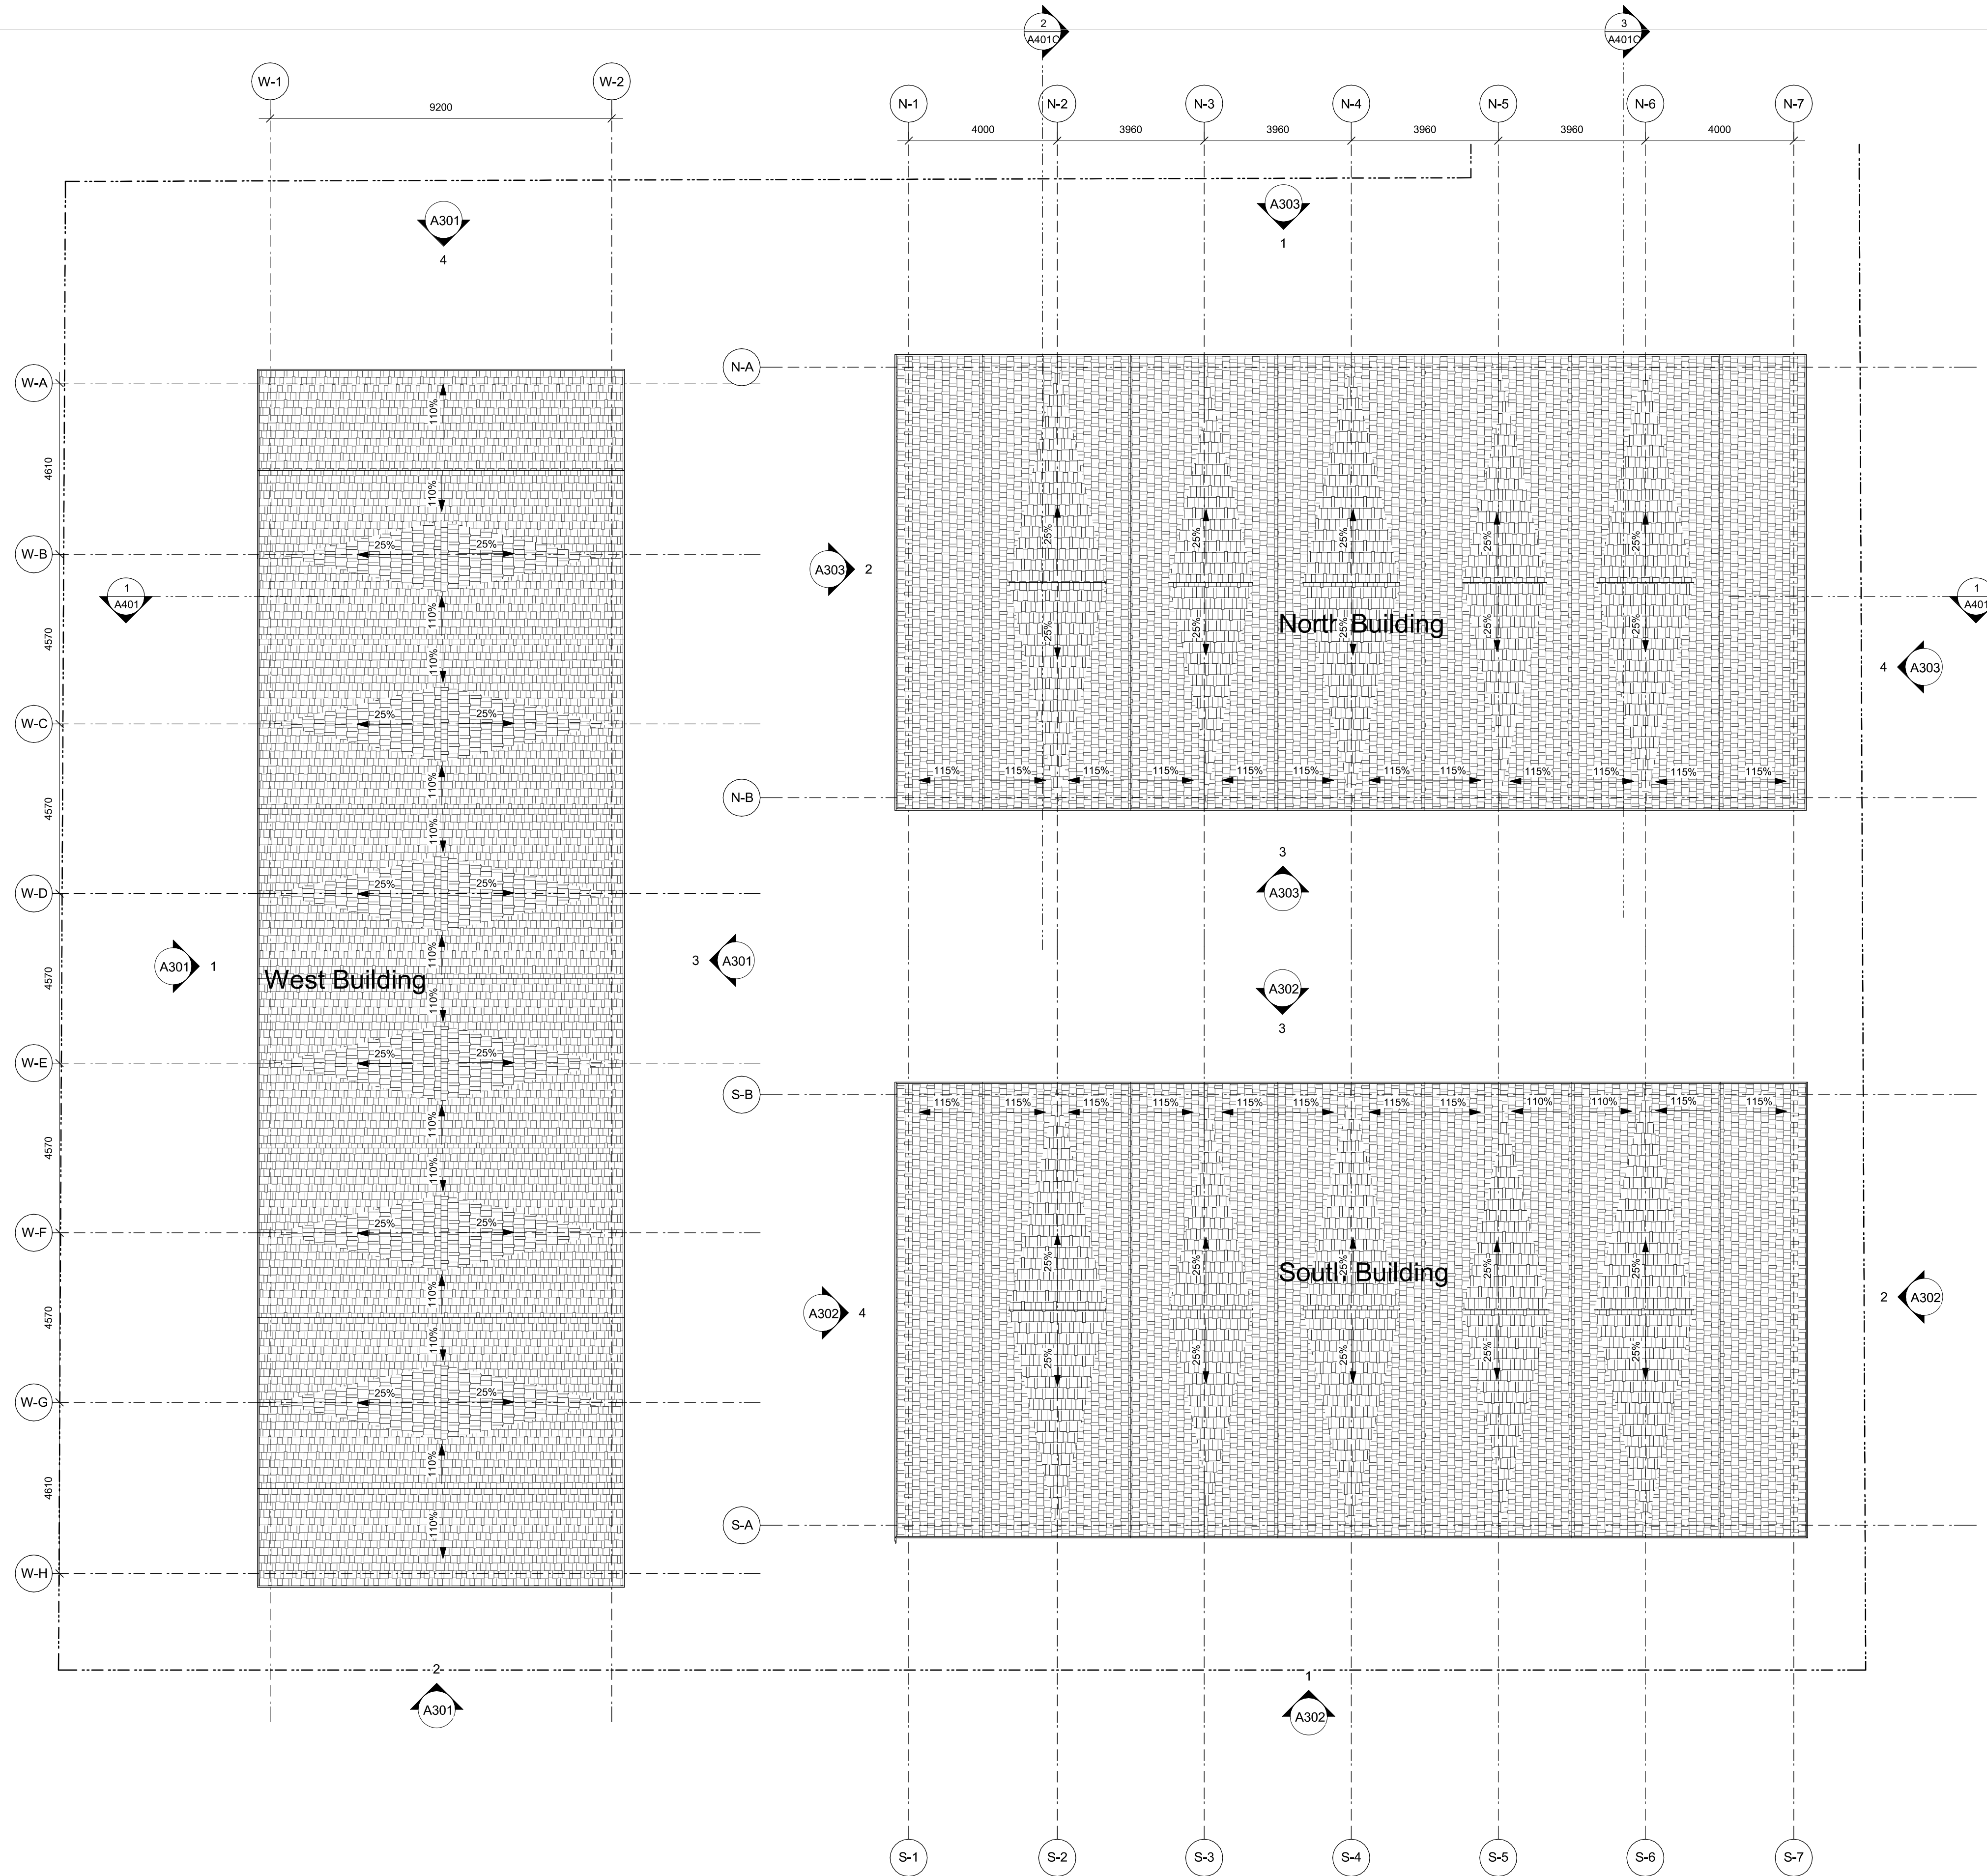 2
A401C
3
A401C
W-1
W-2
9200
N-1
N-2
N-3
N-4
N-5
N-6
N-7
4000
3960
3960
3960
3960
4000
A301
4
A303
1
W-A
4610
W-B
4570
W-C
4570
W-D
4570
W-E
4570
W-F
4570
W-G
4610
W-H
1
A401
A301
1
110%
110%
25%
25%
110%
110%
25%
25%
110%
110%
25%
25%
110%
West Building
110%
25%
25%
110%
110%
25%
25%
110%
110%
25%
25%
110%
110%
3
A301
2
A301
N-A
N-B
A303
2
25%
25%
25%
25%
25%
North Building
25%
25%
25%
25%
25%
115%
115%
115%
115%
115%
115%
115%
115%
115%
115%
115%
115%
1
A401
4
A303
3
A303
A302
3
S-B
S-A
115%
115%
115%
115%
115%
115%
115%
115%
110%
110%
115%
115%
25%
25%
25%
25%
25%
South Building
25%
25%
25%
25%
25%
A302
4
2
A302
1
A302
S-1
S-2
S-3
S-4
S-5
S-6
S-7